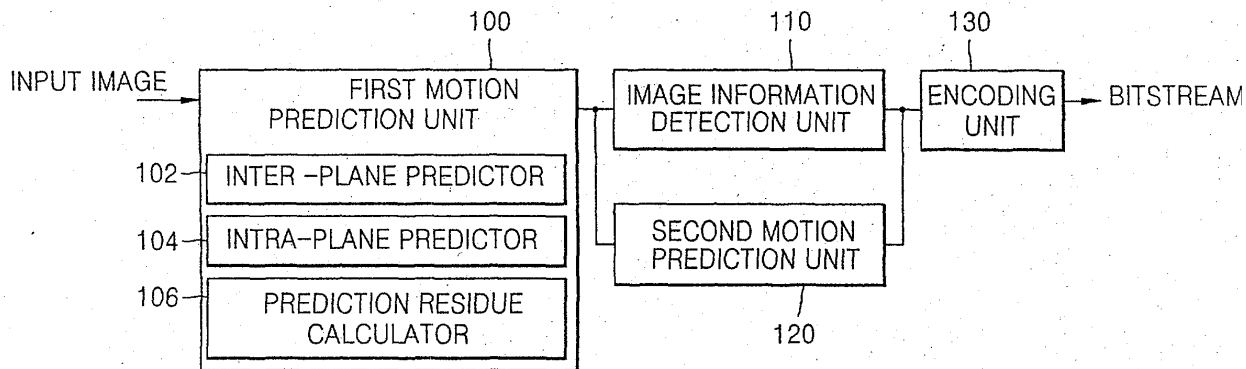 100
110
130
INPUT IMAGE
FIRST MOTION
PREDICTION UNIT
IMAGE INFORMATION
DETECTION UNIT
ENCODING
UNIT
BITSTREAM
102
INTER -PLANE PREDICTOR
104
INTRA-PLANE PREDICTOR
SECOND MOTION
PREDICTION UNIT
106
PREDICTION RESIDUE
CALCULATOR
120